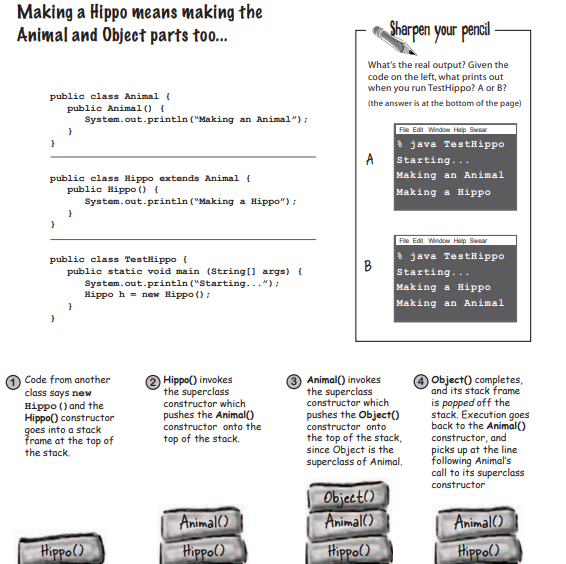 Making a Hippo means making the
Animal and Object parts too...
public class Animal {
public Animal() {
System.out.println(“Making an Animal”);
}
}
public class Hippo extends Animal {
public Hippo() {
System.out.println(“Making a Hippo”);
}
}
public class TestHippo {
public static void main (String[] args) {
System.out.println(“Starting...”);
Hippo h = new Hippo();
}
}
Sharpen your pencil
What’s the real output? Given the
code on the left, what prints out
when you run TestHippo? A or B?
(the answer is at the bottom of the page)
A
File Edit Window Help Swear
% java TestHippo
Starting...
Making an Animal
Making a Hippo
B
File Edit Window Help Swear
% java TestHippo
Starting...
Making a Hippo
Making an Animal
1 Code from another
class says new
Hippo() and the
Hippo() constructor
goes into a stack
frame at the top of
the stack.
Hippo()
2 Hippo() invokes
the superclass
constructor which
pushes the Animal()
constructor onto the
top of the stack.
Animal()
Hippo()
3 Animal() invokes
the superclass
constructor which
pushes the Object()
constructor onto
the top of the stack,
since Object is the
superclass of Animal.
Object()
Animal()
Hippo()
4 Object() completes,
and its stack frame
is popped off the
stack. Execution goes
back to the Animal()
constructor, and
picks up at the line
following Animal’s
call to its superclass
constructor
Animal()
Hippo()